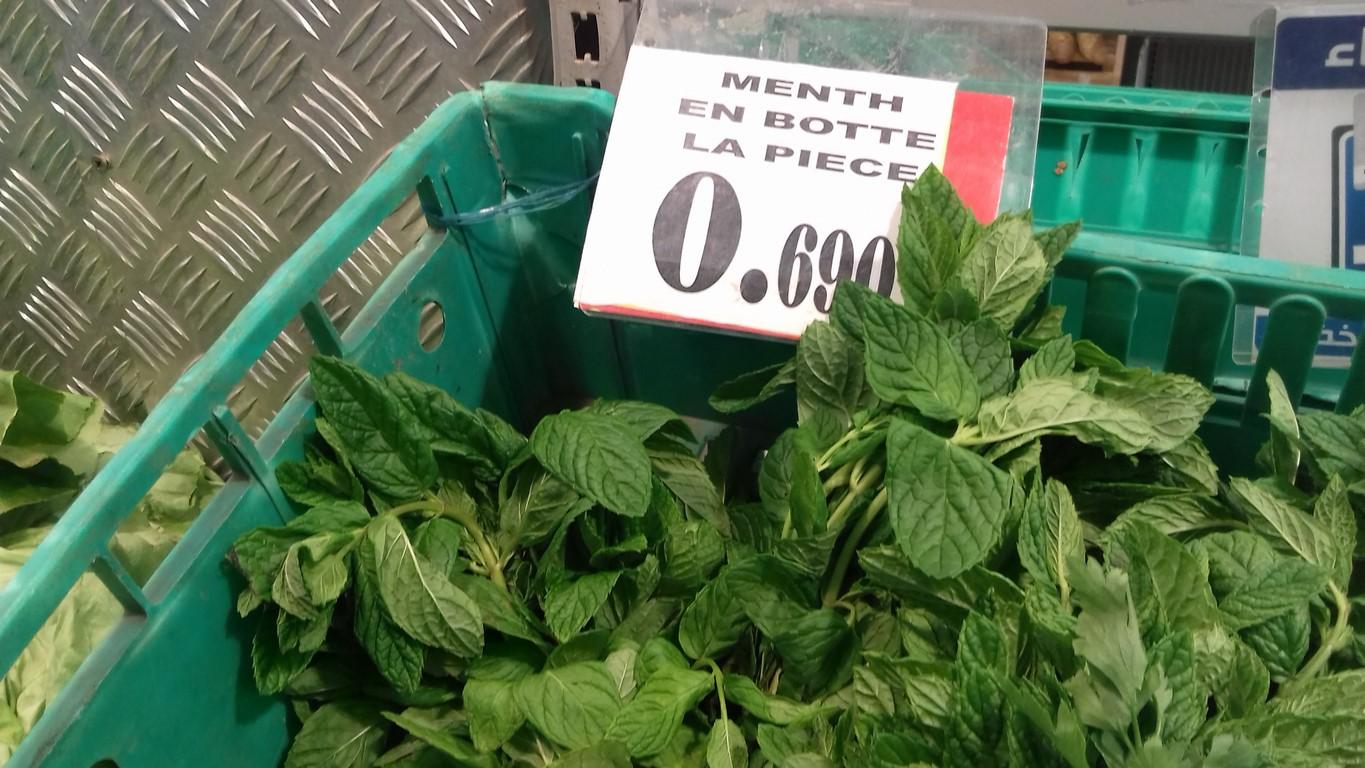 MENTH
EN BOTTE
LA PIECE
0.690